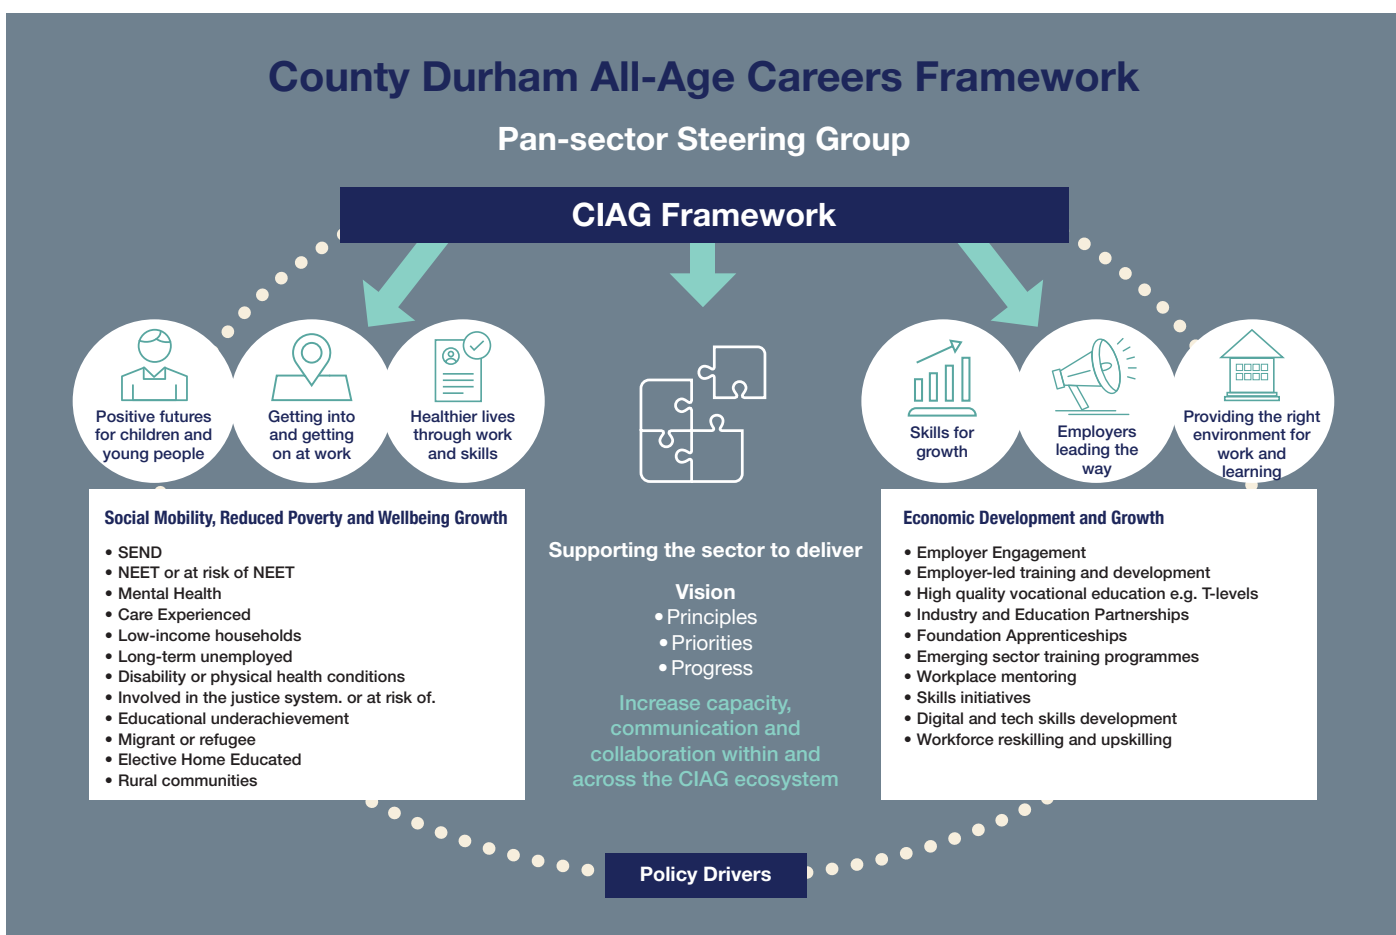 County Durham All-Age Careers Framework
Pan-sector Steering Group
CIAG Framework
Positive futures
for children and
young people
Getting into
and getting
on at work
Healthier lives
through work
and skills
Skills for
growth
Employers
leading the
way
Providing the right
environment for
work and
learning
Social Mobility, Reduced Poverty and Wellbeing Growth
• SEND
• NEET or at risk of NEET
• Mental Health
• Care Experienced
• Low-income households
• Long-term unemployed
• Disability or physical health conditions
• Involved in the justice system. or at risk of.
• Educational underachievement
• Migrant or refugee
• Elective Home Educated
• Rural communities
Supporting the sector to deliver
Vision
• Principles
• Priorities
• Progress
Increase capacity,
communication and
collaboration within and
across the CIAG ecosystem
Economic Development and Growth
• Employer Engagement
• Employer-led training and development
• High quality vocational education e.g. T-levels
• Industry and Education Partnerships
• Foundation Apprenticeships
• Emerging sector training programmes
• Workplace mentoring
• Skills initiatives
• Digital and tech skills development
• Workforce reskilling and upskilling
Policy Drivers